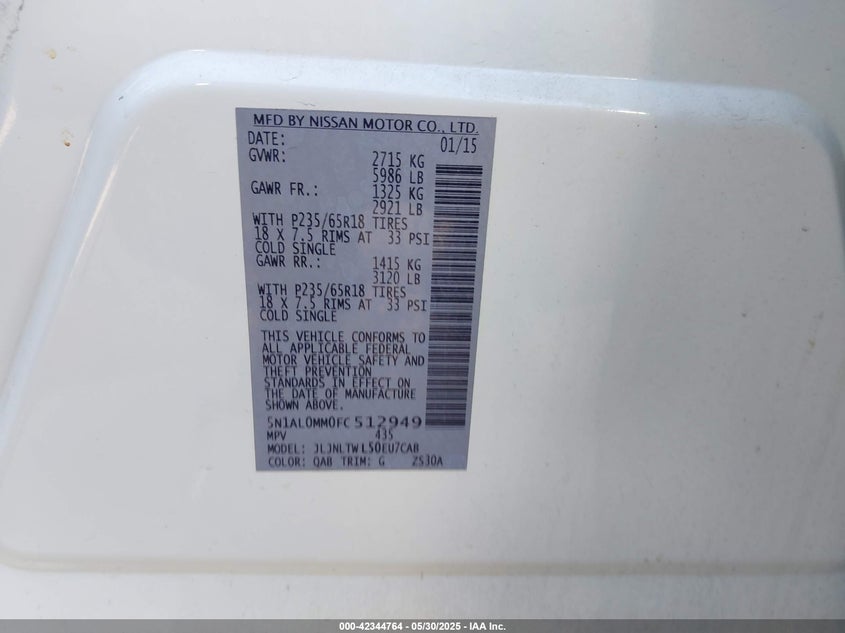 MFD BY NISSAN MOTOR CO., LTD.
DATE: 01/15
GVWR: 2715 KG
5986 LB
GAWR FR.: 1325 KG
2921 LB
WITH P235/65R18 TIRES
18 X 7.5 RIMS AT 33 PSI
COLD SINGLE
GAWR RR.: 1415 KG
3120 LB
WITH P235/65R18 TIRES
18 X 7.5 RIMS AT 33 PSI
COLD SINGLE
THIS VEHICLE CONFORMS TO
ALL APPLICABLE FEDERAL
MOTOR VEHICLE SAFETY AND
THEFT PREVENTION
STANDARDS IN EFFECT ON
THE DATE OF MANUFACTURE
SHOWN ABOVE.
5N1AL0MM0FC512949
MPV 435
MODEL: JLJNLTWL50EU7CAB
COLOR: QAB TRIM: G ZS30A
000-42344764 - 05/30/2025 - IAA Inc.